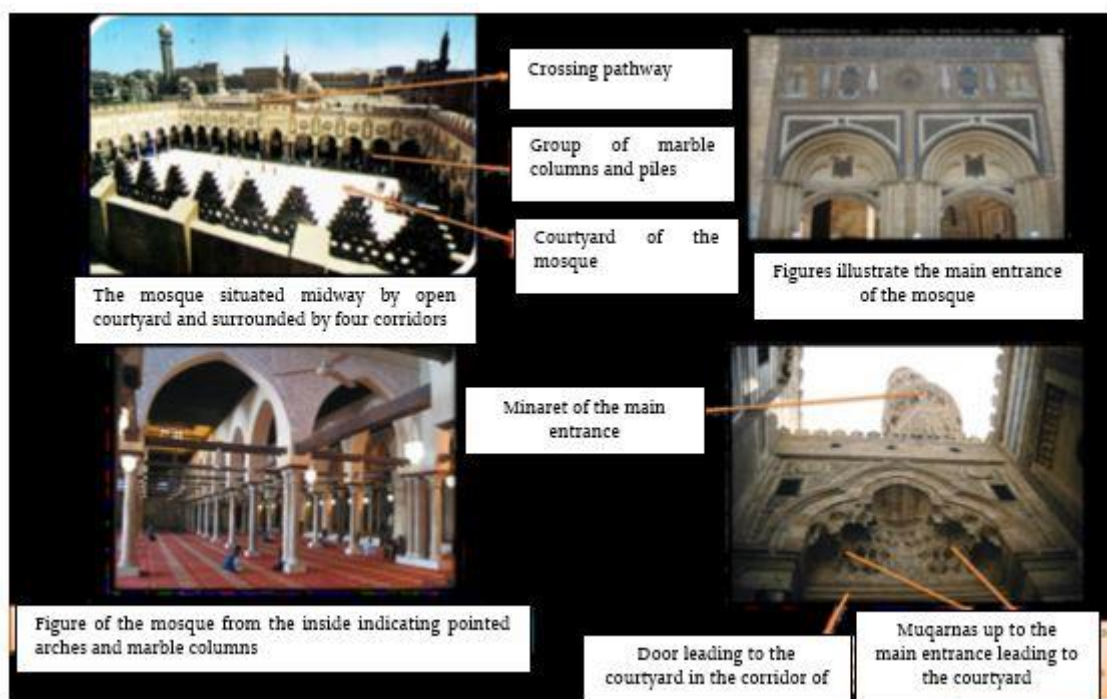 Crossing pathway
Group of marble
columns and piles
Courtyard of the
mosque
The mosque situated midway by open
courtyard and surrounded by four corridors
Figures illustrate the main entrance
of the mosque
Minaret of the main
entrance
Figure of the mosque from the inside indicating pointed
arches and marble columns
Door leading to the
courtyard in the corridor of
Muqarnas up to the
main entrance leading to
the courtyard